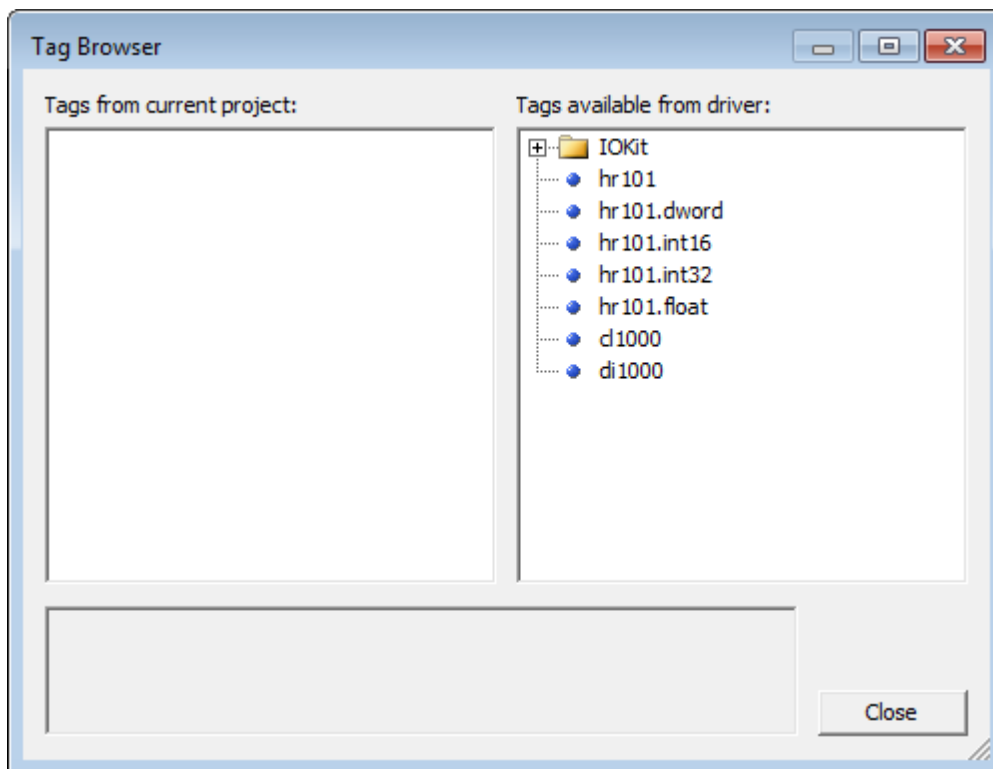 Tag Browser
Tags from current project:
Tags available from driver:
IOKit
hr101
hr101.dword
hr101.int16
hr101.int32
hr101.float
cl1000
di1000
Close